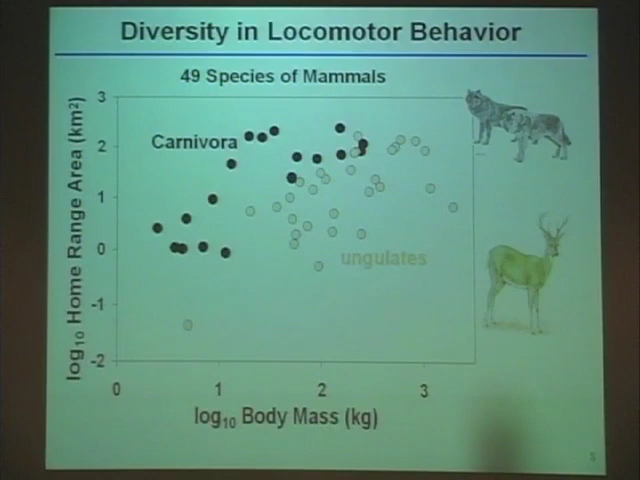 Diversity in Locomotor Behavior
49 Species of Mammals
3
2
1
0
-1
-2
log10 Home Range Area (km2)
Carnivora
ungulates
0 1 2 3
log10 Body Mass (kg)